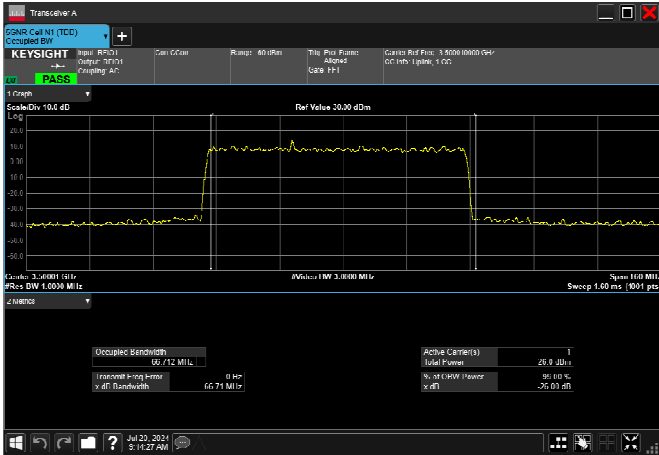 Transceiver A
5GNR Cell N1 (TDD)
Occupied BW
KEYSIGHT
PASS
Input: REIO1
Output: REIO1
Coupling: AC
Corr CCorr
Range: 60 dBm
Trig: Prot Frame
Aligned
Gate: FFT
Carrier Ref Freq: 3.500010000 GHz
CC Info: Uplink, 1 CC
1 Graph
Scale/Div 10.0 dB
Ref Value 30.00 dBm
Log
20.0
10.0
0.00
-10.0
-20.0
-30.0
-40.0
-50.0
-60.0
Center 3.50001 GHz
#Video BW 3.0000 MHz
Span 160 MHz
#Res BW 1.0000 MHz
Sweep 1.60 ms (1001 pts
2 Metrics
Occupied Bandwidth
66.712 MHz
Active Carrier(s) 1
Total Power 26.0 dBm
Transmit Freq Error 0 Hz
x dB Bandwidth 66.71 MHz
% of OBW Power 99.00 %
x dB -26.00 dB
Jul 20, 2024
9:14:27 AM